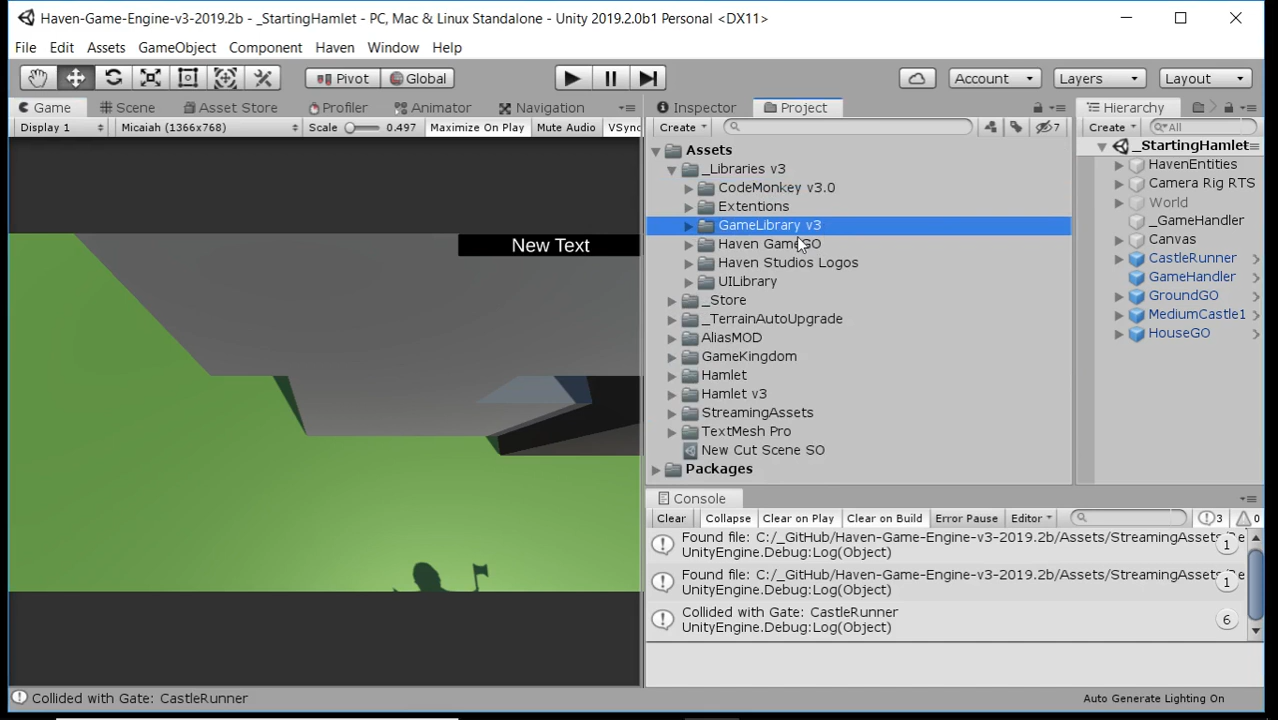 Haven-Game-Engine-v3-2019.2b - _StartingHamlet - PC, Mac & Linux Standalone - Unity 2019.2.0b1 Personal <DX11>
File Edit Assets GameObject Component Haven Window Help
Pivot Global Account Layers Layout
Game Scene Asset Store Profiler Animator Navigation
Display 1 Micaiah (1366x768) Scale 0.497 Maximize On Play Mute Audio VSync
New Text
Inspector Project
Create 7
Assets
_Libraries v3
CodeMonkey v3.0
Extentions
GameLibrary v3
Haven GameSO
Haven Studios Logos
UILibrary
_Store
_TerrainAutoUpgrade
AliasMOD
GameKingdom
Hamlet
Hamlet v3
StreamingAssets
TextMesh Pro
New Cut Scene SO
Packages
Hierarchy
Create All
_StartingHamlet
HavenEntities
Camera Rig RTS
World
_GameHandler
Canvas
CastleRunner
GameHandler
GroundGO
MediumCastle1
HouseGO
Console
Clear Collapse Clear on Play Clear on Build Error Pause Editor 3 0
Found file: C:/_GitHub/Haven-Game-Engine-v3-2019.2b/Assets/StreamingAssets/Re 1
UnityEngine.Debug:Log(Object)
Found file: C:/_GitHub/Haven-Game-Engine-v3-2019.2b/Assets/StreamingAssets/Re 1
UnityEngine.Debug:Log(Object)
Collided with Gate: CastleRunner 6
UnityEngine.Debug:Log(Object)
Collided with Gate: CastleRunner
Auto Generate Lighting On